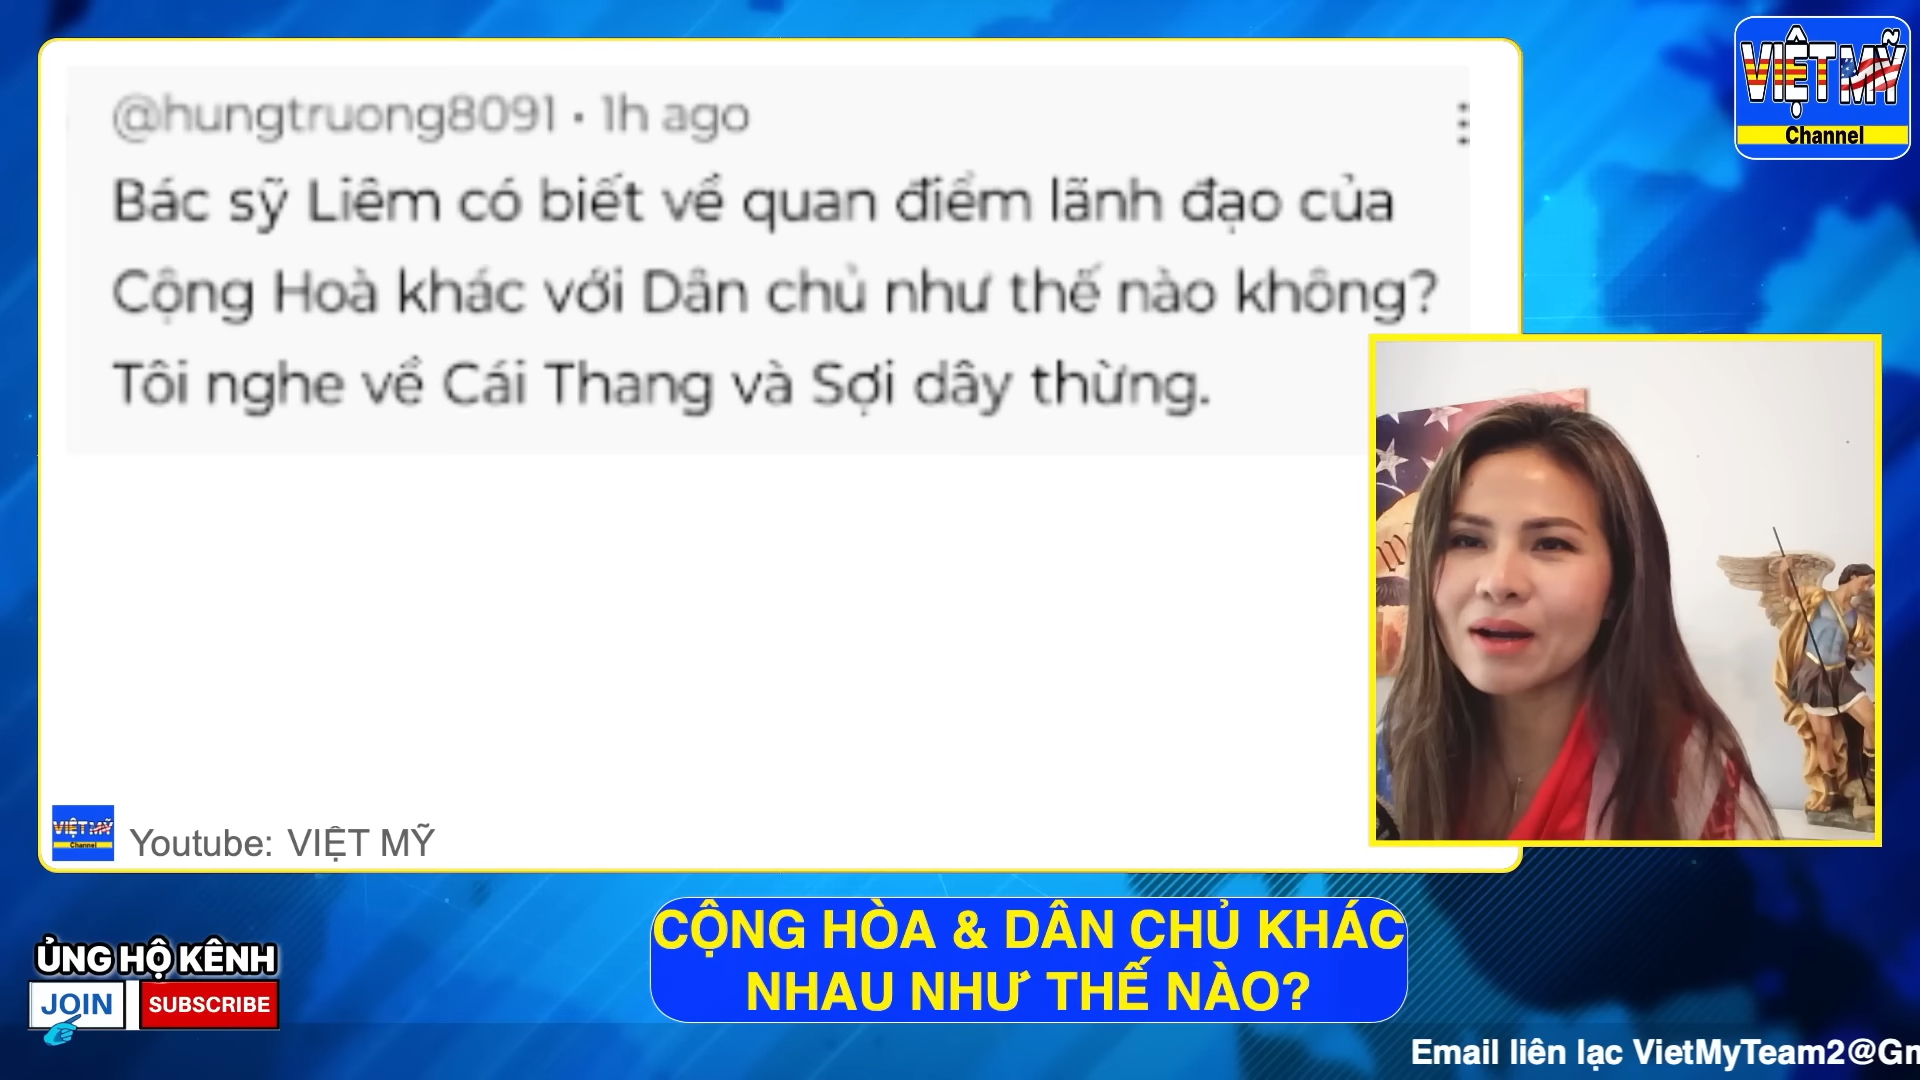 @hungtruong8091 • 1h ago
Bác sỹ Liêm có biết về quan điểm lãnh đạo của
Cộng Hoà khác với Dân chủ như thế nào không?
Tôi nghe về Cái Thang và Sợi dây thừng.
VIỆT MỸ
Channel
VIỆT MỸ
Channel
Youtube: VIỆT MỸ
CỘNG HÒA & DÂN CHỦ KHÁC
NHAU NHƯ THẾ NÀO?
ỦNG HỘ KÊNH
JOIN
SUBSCRIBE
Email liên lạc VietMyTeam2@Gm